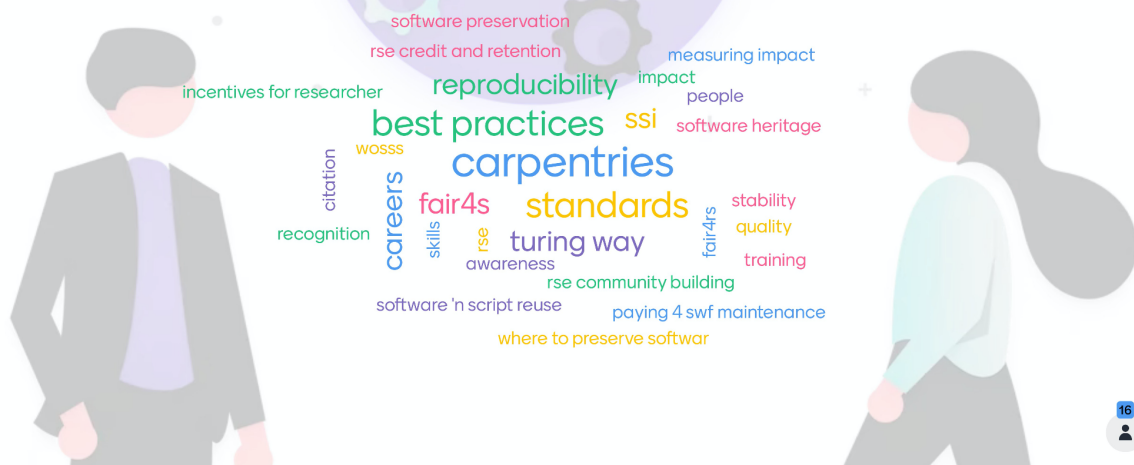 software preservation
rse credit and retention
measuring impact
impact
reproducibility
incentives for researcher
people
best practices
ssi
software heritage
wosss
carpentries
citation
careers
fair4s
standards
stability
skills
rse
turing way
fair4rs
quality
recognition
awareness
training
rse community building
software 'n script reuse
paying 4 swf maintenance
where to preserve softwar
16